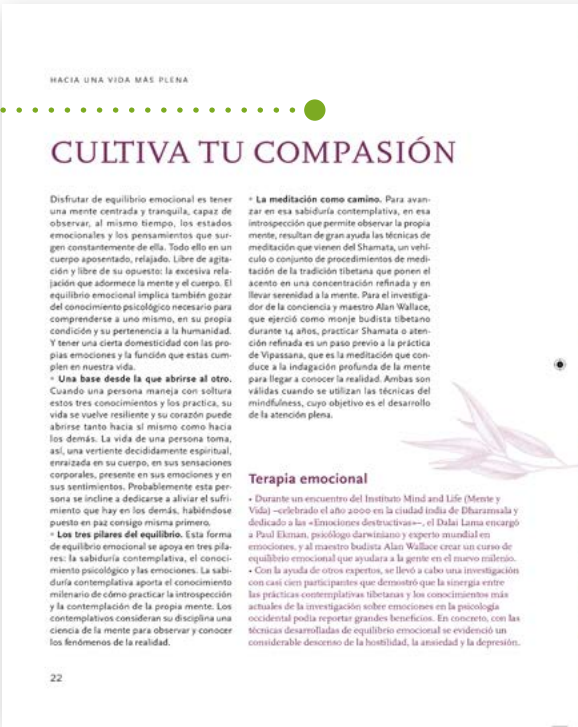 HACIA UNA VIDA MÁS PLENA
CULTIVA TU COMPASIÓN
Disfrutar de equilibrio emocional es tener
una mente centrada y tranquila, capaz de
observar, al mismo tiempo, los estados
emocionales y los pensamientos que sur-
gen constantemente de ella. Todo ello en un
cuerpo aposentado, relajado. Libre de agita-
ción y libre de su opuesto: la excesiva rela-
jación que adormece la mente y el cuerpo. El
equilibrio emocional implica también gozar
del conocimiento psicológico necesario para
comprenderse a uno mismo, en su propia
condición y su pertenencia a la humanidad.
Y tener una cierta domesticidad con las pro-
pias emociones y la función que estas cum-
plen en nuestra vida.
• Una base desde la que abrirse al otro.
Cuando una persona maneja con soltura
estos tres conocimientos y los practica, su
vida se vuelve resiliente y su corazón puede
abrirse tanto hacia sí mismo como hacia
los demás. La vida de una persona toma,
así, una vertiente decididamente espiritual,
enraizada en su cuerpo, en sus sensaciones
corporales, presente en sus emociones y en
sus sentimientos. Probablemente esta per-
sona se incline a dedicarse a aliviar el sufri-
miento que hay en los demás, habiéndose
puesto en paz consigo misma primero.
• Los tres pilares del equilibrio. Esta forma
de equilibrio emocional se apoya en tres pila-
res: la sabiduría contemplativa, el conoci-
miento psicológico y las emociones. La sabi-
duría contemplativa aporta el conocimiento
milenario de cómo practicar la introspección
y la contemplación de la propia mente. Los
contemplativos consideran su disciplina una
ciencia de la mente para observar y conocer
los fenómenos de la realidad.
• La meditación como camino. Para avan-
zar en esa sabiduría contemplativa, en esa
introspección que permite observar la propia
mente, resultan de gran ayuda las técnicas de
meditación que vienen del Shamata, un vehí-
culo o conjunto de procedimientos de medi-
tación de la tradición tibetana que ponen el
acento en una concentración refinada y en
llevar serenidad a la mente. Para el investiga-
dor de la conciencia y maestro Alan Wallace,
que ejerció como monje budista tibetano
durante 14 años, practicar Shamata o aten-
ción refinada es un paso previo a la práctica
de Vipassana, que es la meditación que con-
duce a la indagación profunda de la mente
para llegar a conocer la realidad. Ambas son
válidas cuando se utilizan las técnicas del
mindfulness, cuyo objetivo es el desarrollo
de la atención plena.
Terapia emocional
• Durante un encuentro del Instituto Mind and Life (Mente y
Vida) –celebrado el año 2000 en la ciudad india de Dharamsala y
dedicado a las «Emociones destructivas»–, el Dalai Lama encargó
a Paul Ekman, psicólogo darwiniano y experto mundial en
emociones, y al maestro budista Alan Wallace crear un curso de
equilibrio emocional que ayudara a la gente en el nuevo milenio.
• Con la ayuda de otros expertos, se llevó a cabo una investigación
con casi cien participantes que demostró que la sinergia entre
las prácticas contemplativas tibetanas y los conocimientos más
actuales de la investigación sobre emociones en la psicología
occidental podía reportar grandes beneficios. En concreto, con las
técnicas desarrolladas de equilibrio emocional se evidenció un
considerable descenso de la hostilidad, la ansiedad y la depresión.
22